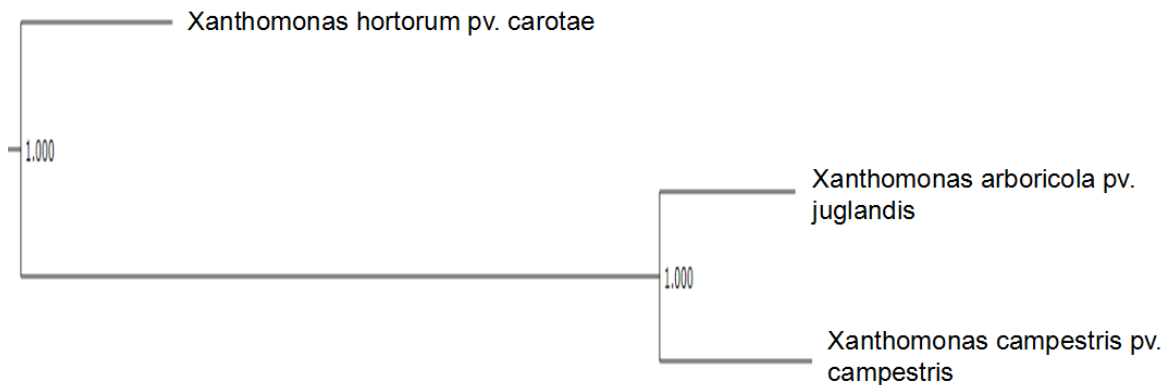 Xanthomonas hortorum pv. carotae
1.000
Xanthomonas arboricola pv.
juglandis
1.000
Xanthomonas campestris pv.
campestris